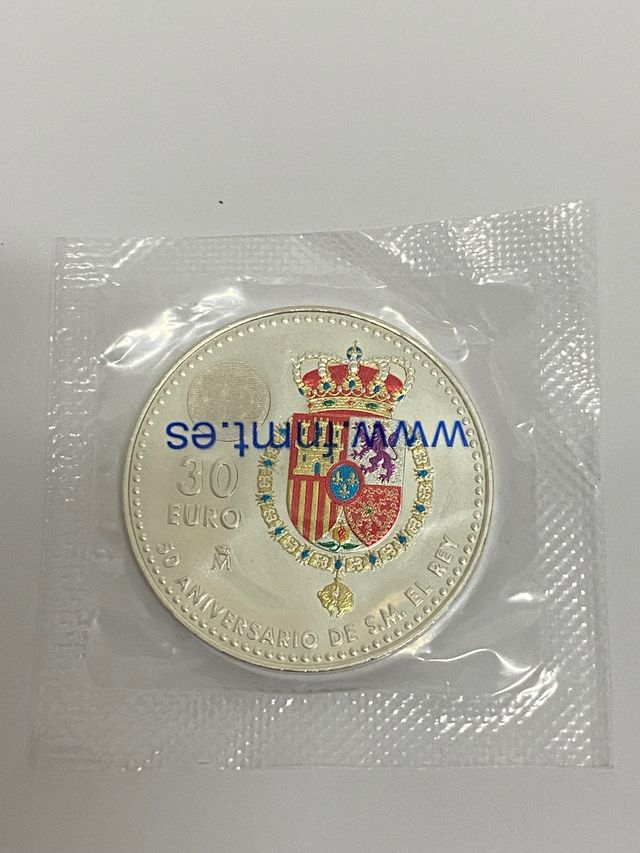 www.fnmt.es
30
EURO
M
50 ANIVERSARIO DE S.M. EL REY